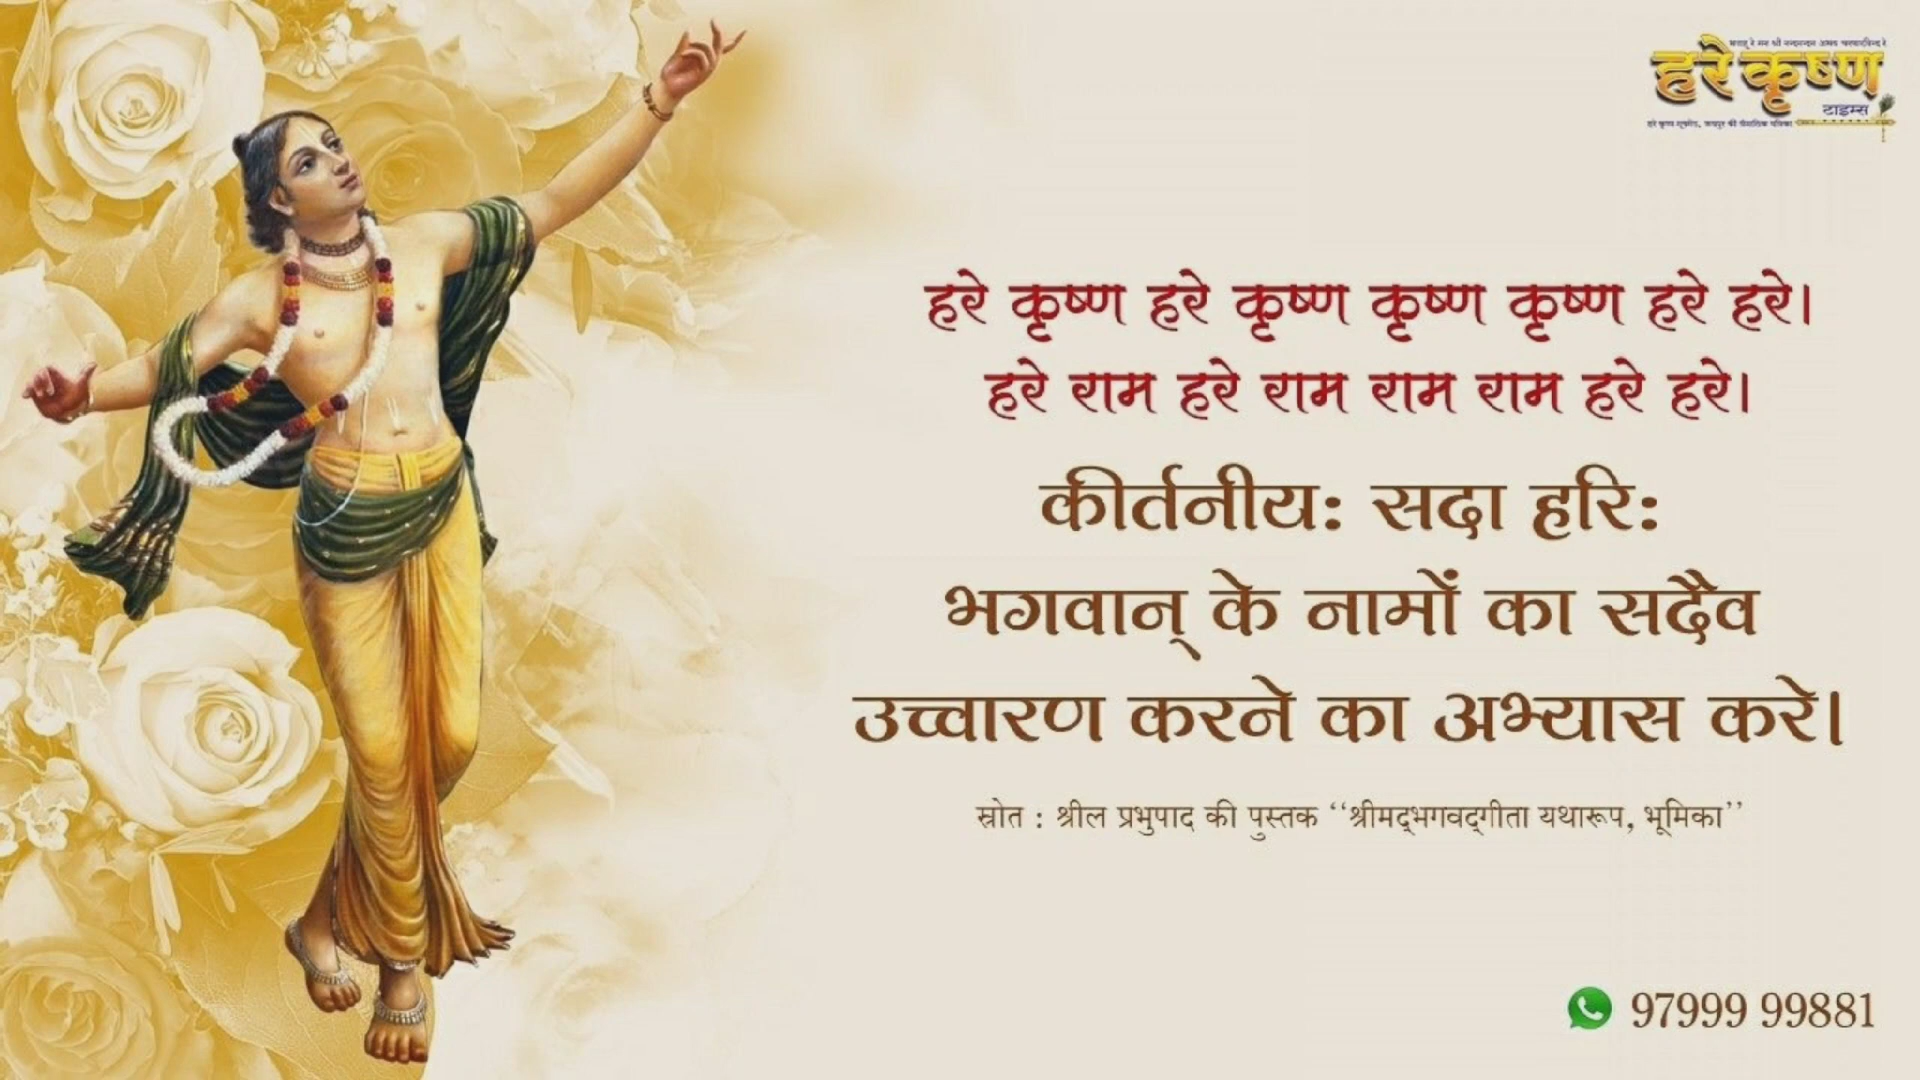 हरे कृष्ण
टाइम्स
हरे कृष्ण हरे कृष्ण कृष्ण कृष्ण हरे हरे।
हरे राम हरे राम राम राम हरे हरे।
कीर्तनीय: सदा हरि:
भगवान् के नामों का सदैव
उच्चारण करने का अभ्यास करे।
स्रोत : श्रील प्रभुपाद की पुस्तक ‘‘श्रीमद्भगवद्गीता यथारूप, भूमिका’’
97999 99881